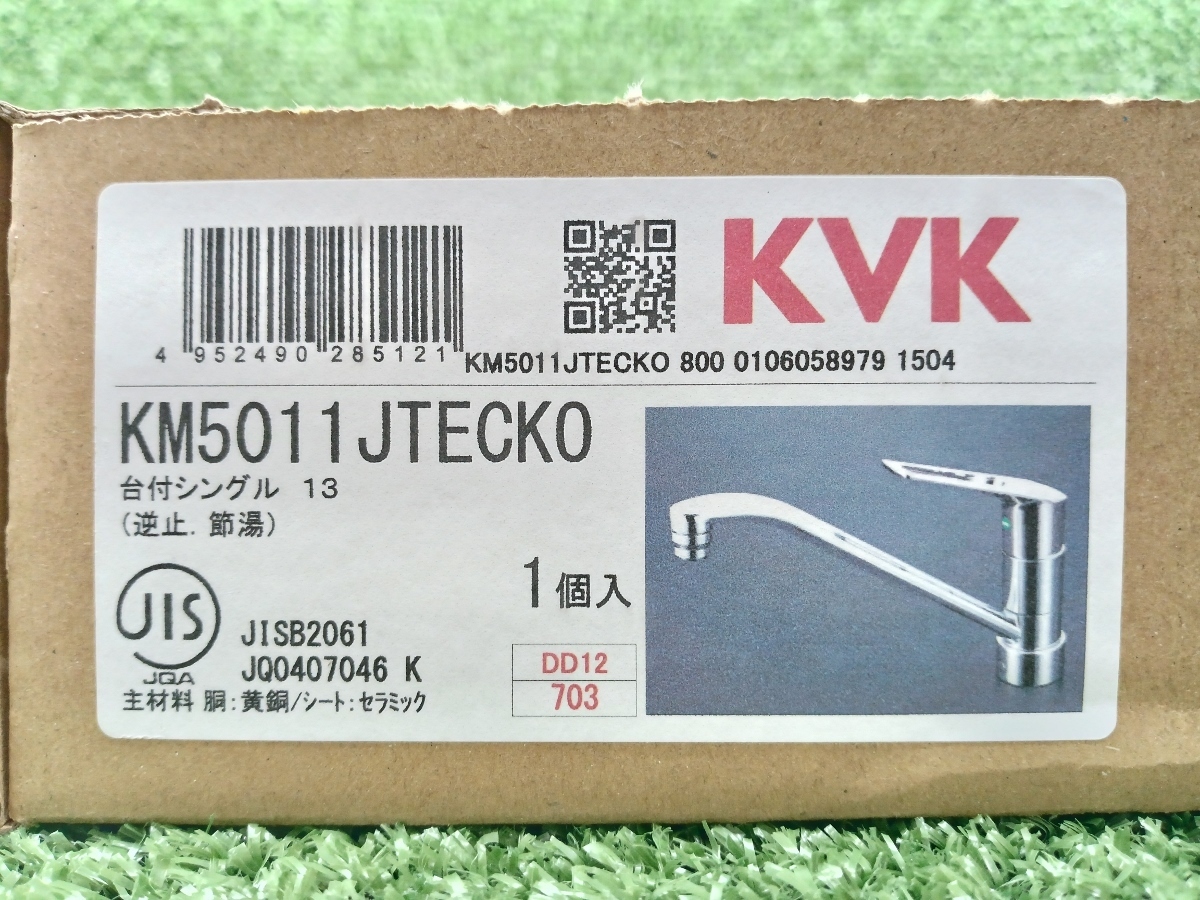 KVK
4 952490 285121
KM5011JTECKO 800 0106058979 1504
KM5011JTECKO
台付シングル 13
(逆止．節湯)
1個入
JIS
JQA
JISB2061
JQ0407046 K
主材料 胴：黄銅/シート：セラミック
DD12
703